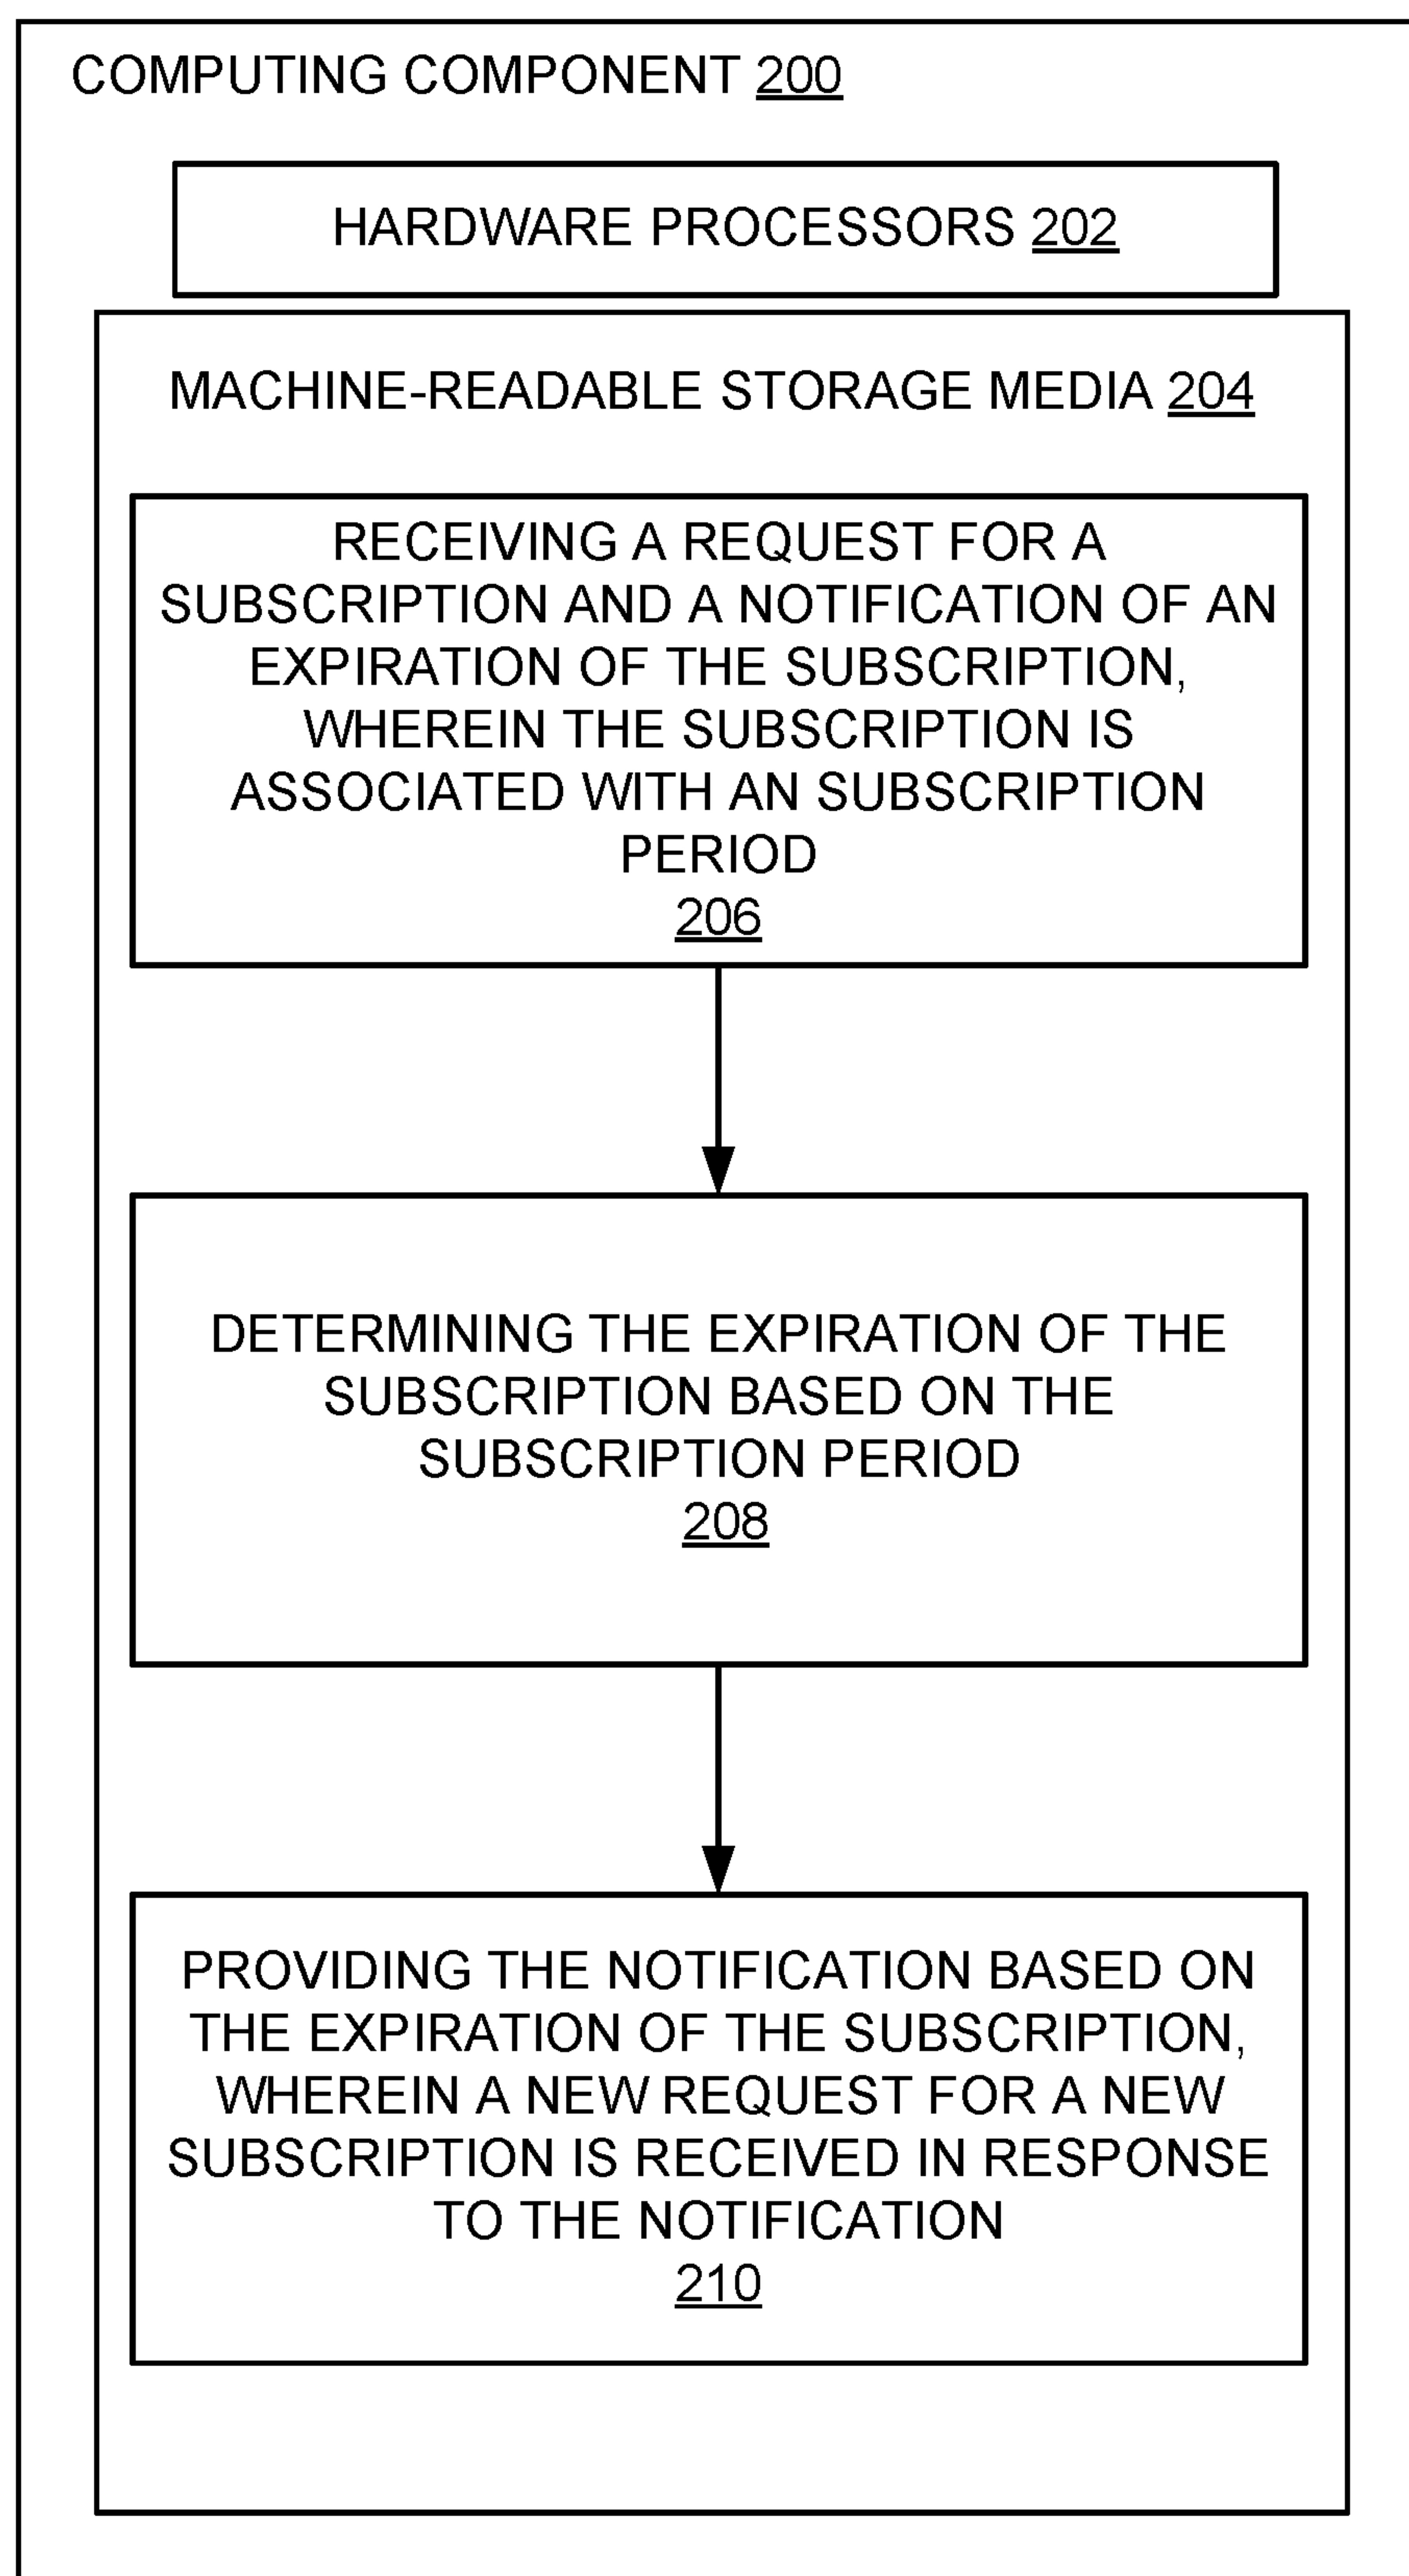 COMPUTING COMPONENT 200
HARDWARE PROCESSORS 202
MACHINE-READABLE STORAGE MEDIA 204
RECEIVING A REQUEST FOR A
SUBSCRIPTION AND A NOTIFICATION OF AN
EXPIRATION OF THE SUBSCRIPTION,
WHEREIN THE SUBSCRIPTION IS
ASSOCIATED WITH AN SUBSCRIPTION
PERIOD
206
DETERMINING THE EXPIRATION OF THE
SUBSCRIPTION BASED ON THE
SUBSCRIPTION PERIOD
208
PROVIDING THE NOTIFICATION BASED ON
THE EXPIRATION OF THE SUBSCRIPTION,
WHEREIN A NEW REQUEST FOR A NEW
SUBSCRIPTION IS RECEIVED IN RESPONSE
TO THE NOTIFICATION
210